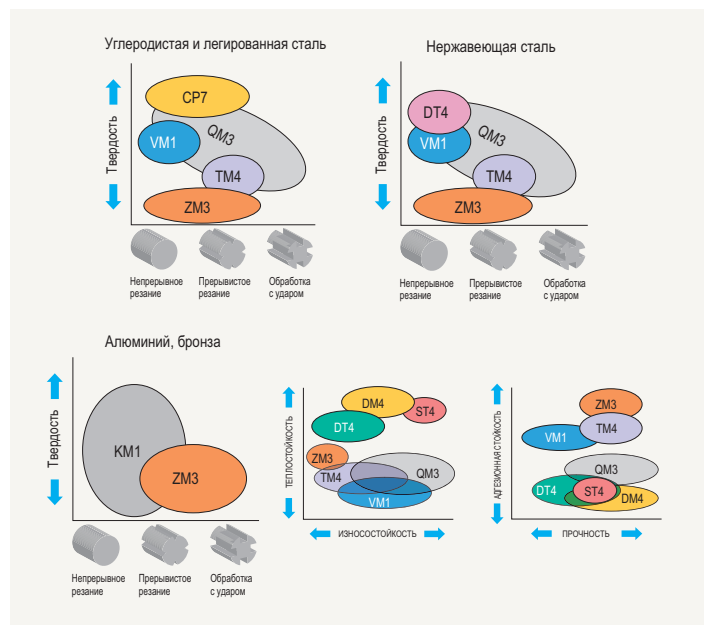 Углеродистая и легированная сталь
Твердость
CP7
QM3
VM1
TM4
ZM3
Непрерывное
резание
Прерывистое
резание
Обработка
с ударом
Нержавеющая сталь
Твердость
DT4
QM3
VM1
TM4
ZM3
Непрерывное
резание
Прерывистое
резание
Обработка
с ударом
Алюминий, бронза
Твердость
KM1
ZM3
Непрерывное
резание
Прерывистое
резание
Обработка
с ударом
ТЕПЛОСТОЙКОСТЬ
DM4
ST4
DT4
ZM3
TM4
QM3
VM1
ИЗНОСОСТОЙКОСТЬ
АДГЕЗИОННАЯ СТОЙКОСТЬ
ZM3
TM4
VM1
QM3
DT4
ST4
DM4
ПРОЧНОСТЬ